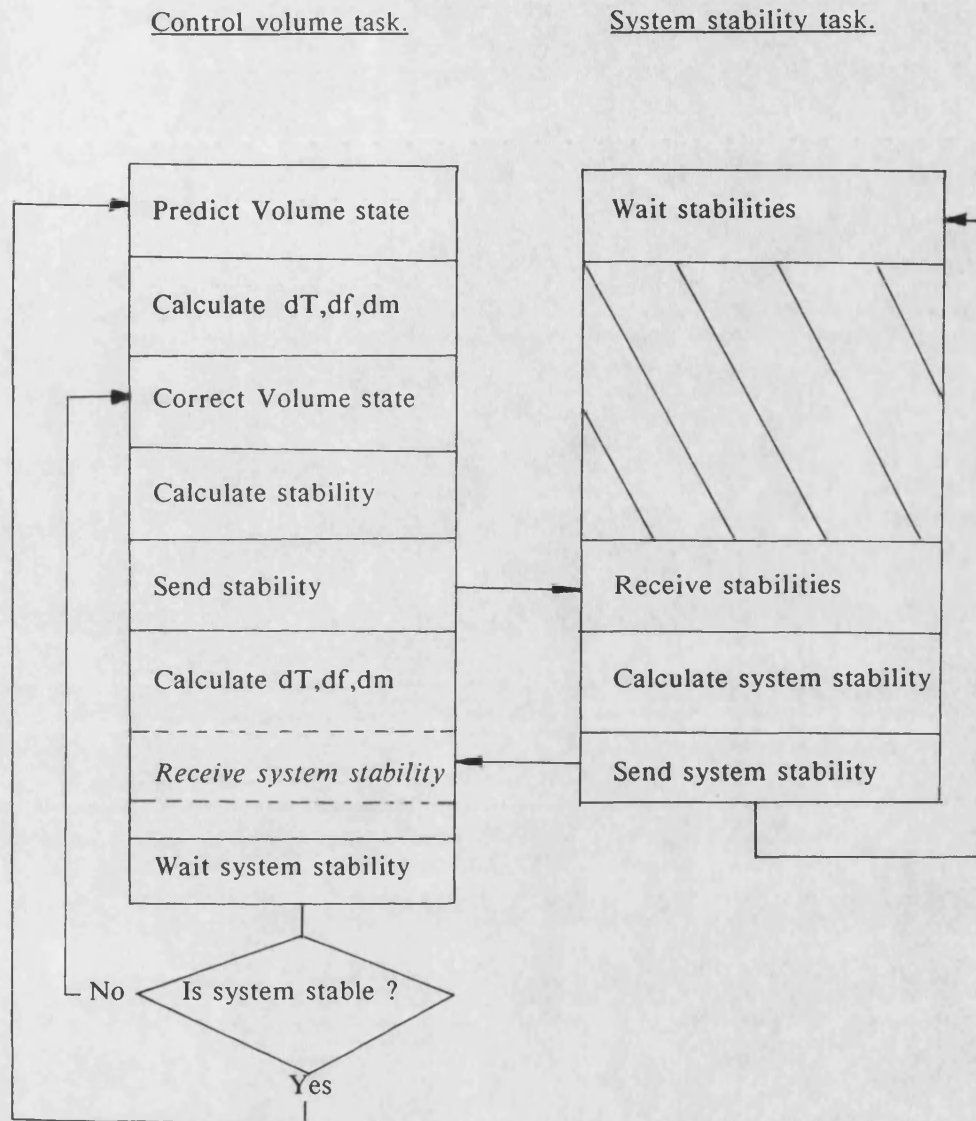 Control volume task.
System stability task.
Predict Volume state
Calculate dT,df,dm
Correct Volume state
Calculate stability
Send stability
Calculate dT,df,dm
Receive system stability
Wait system stability
Is system stable ?
No
Yes
Wait stabilities
Receive stabilities
Calculate system stability
Send system stability